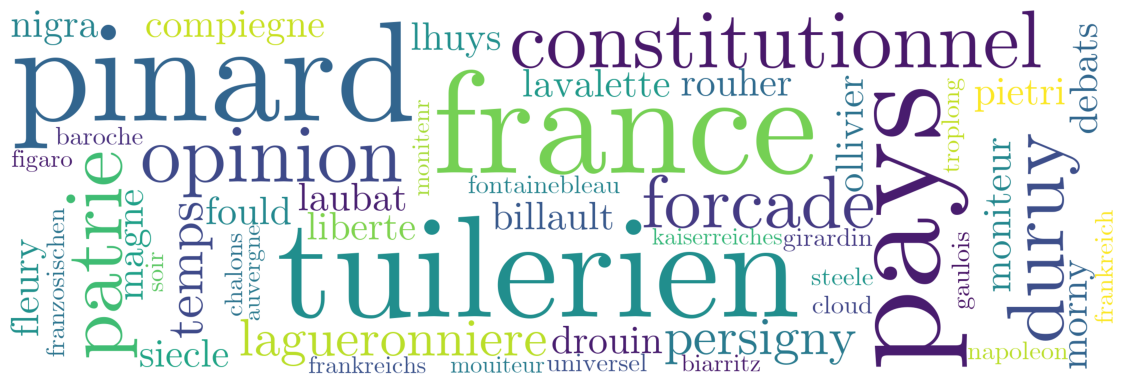 nigra
compiegne
lhuys
constitutionnel
pinard
lavalette
rouher
pietri
debats
france
ollivier
troplong
baroche
figaro
opinion
moniteur
pays
patrie
magne
laubat
fontainebleau
forcade
moniteur
duruy
temps
fould
liberte
billault
kaiserreiches
girardin
gaulois
frankreich
fleury
franzosischen
soir
chalons
auvergne
tuilerien
steele
cloud
morny
siecle
lagueronniere
drouin
persigny
napoleon
frankreichs
mouiteur
universel
biarritz